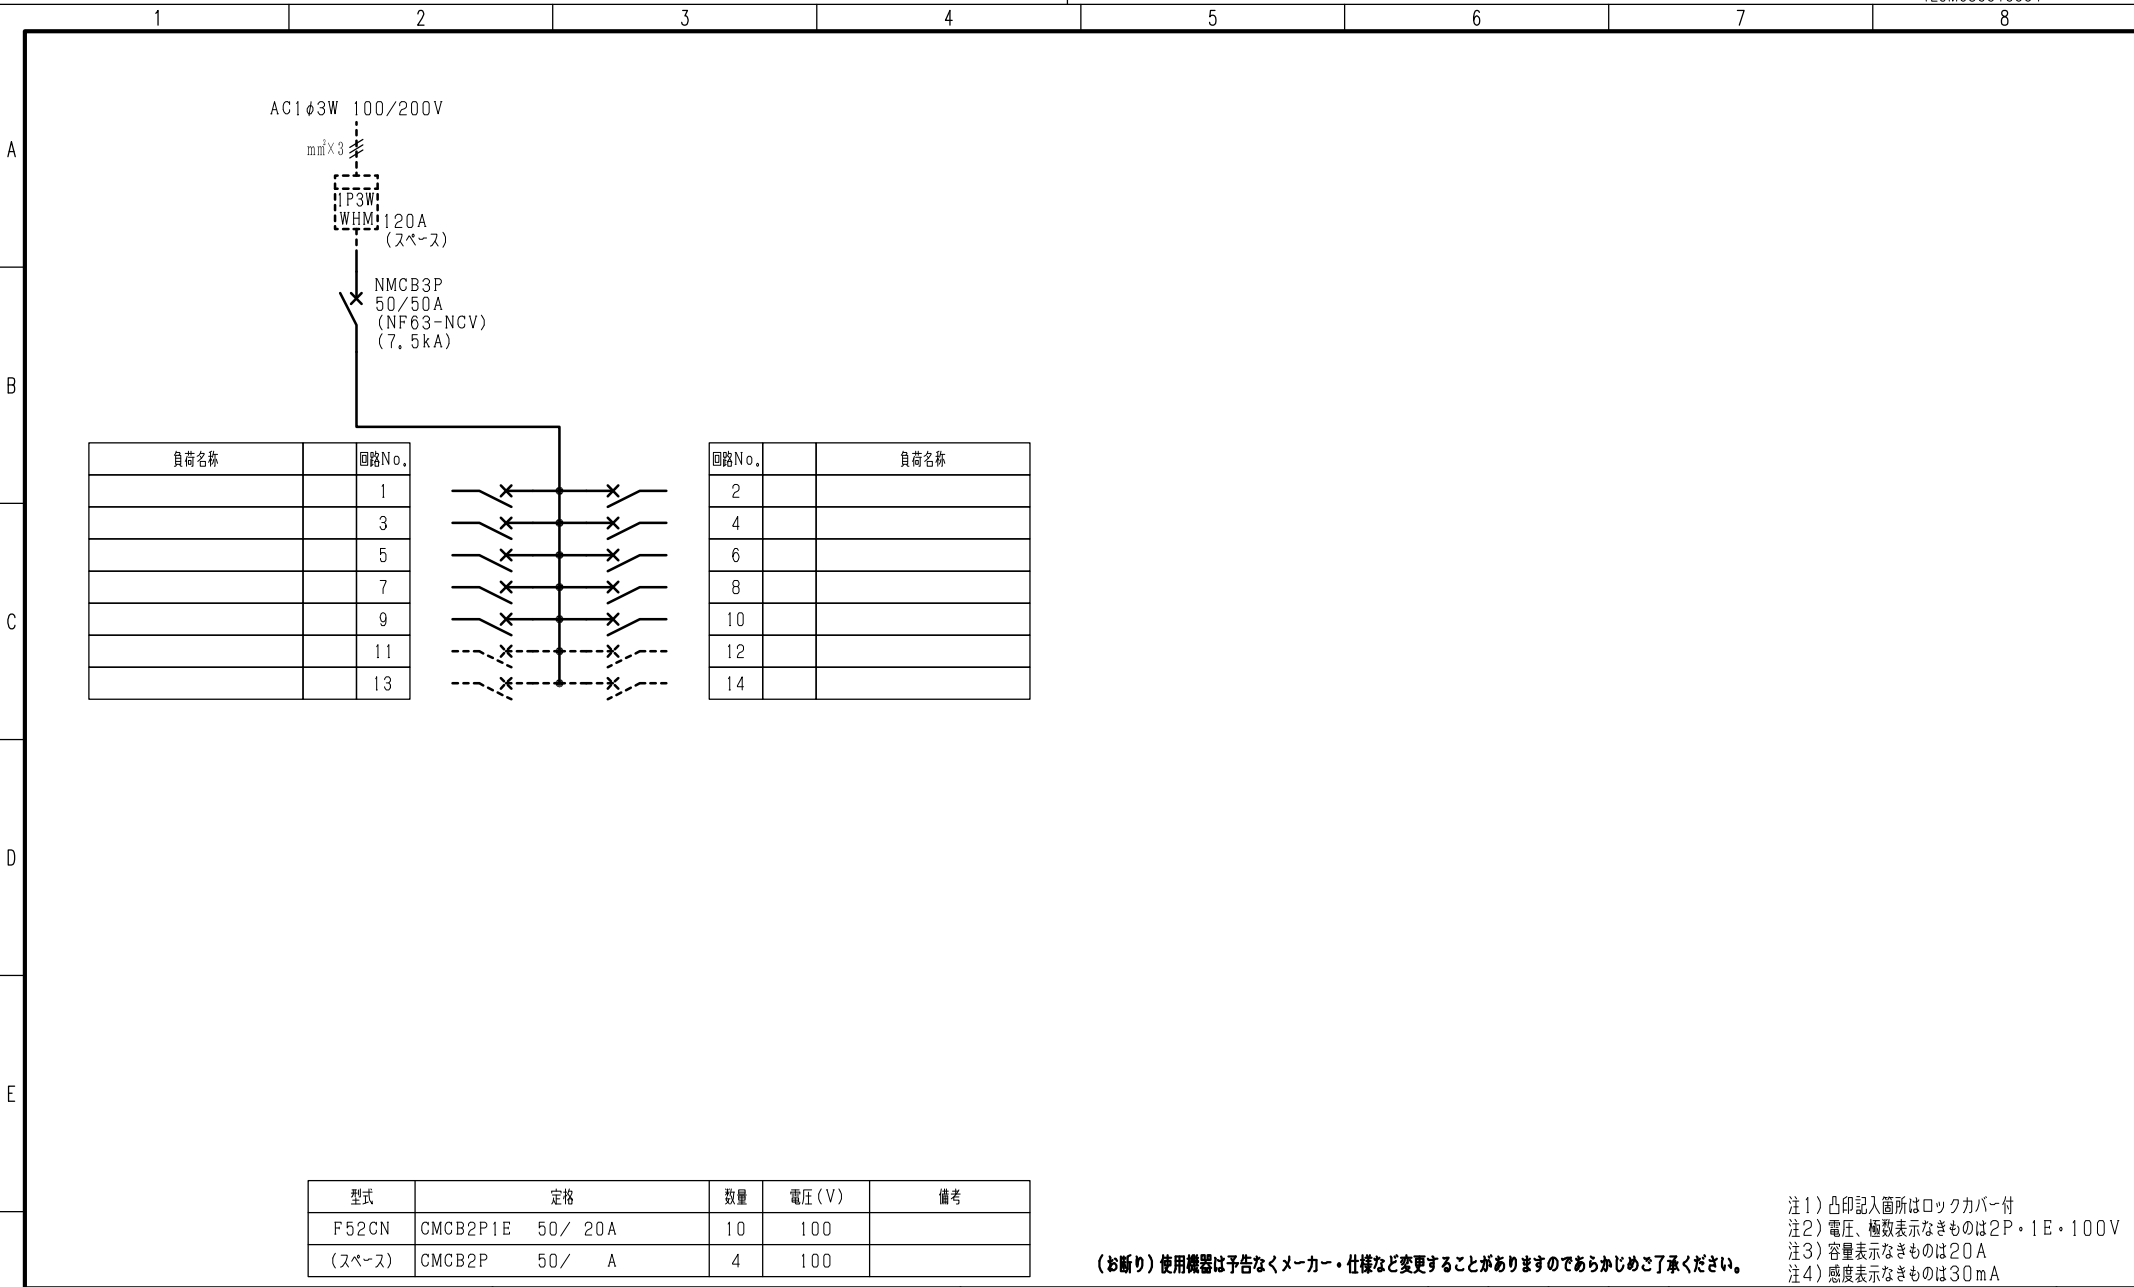 1 2 3 4 5 6 7 8
A
B
C
D
E
AC1φ3W 100/200V
mm²×3
1P3W
WHM
120A
(スペース)
NMCB3P
50/50A
(NF63-NCV)
(7.5kA)
負荷名称 回路No. 回路No. 負荷名称
1 2
3 4
5 6
7 8
9 10
11 12
13 14
型式 定格 数量 電圧(V) 備考
F52CN CMCB2P1E 50/ 20A 10 100
(スペース) CMCB2P 50/ A 4 100
(お断り)使用機器は予告なくメーカー・仕様など変更することがありますのであらかじめご了承ください。
注1)凸印記入箇所はロックカバー付
注2)電圧、極数表示なきものは2P・1E・100V
注3)容量表示なきものは20A
注4)感度表示なきものは30mA